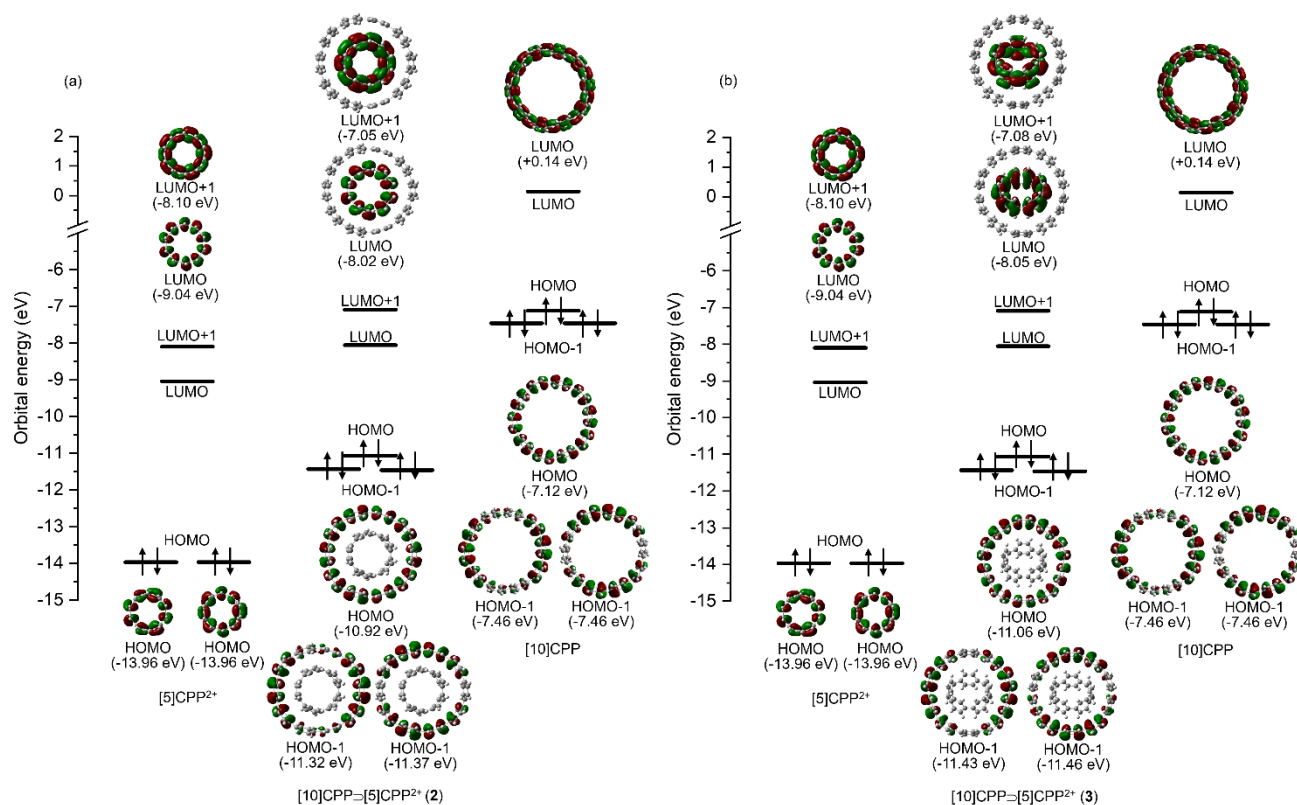 (a)
Orbital energy (eV)
2
1
0
-6
-7
-8
-9
-10
-11
-12
-13
-14
-15
LUMO+1
(-8.10 eV)
LUMO
(-9.04 eV)
LUMO+1
LUMO
HOMO
HOMO
(-13.96 eV)
HOMO
(-13.96 eV)
[5]CPP²⁺
LUMO+1
(-7.05 eV)
LUMO
(-8.02 eV)
LUMO+1
LUMO
HOMO
HOMO-1
HOMO
(-10.92 eV)
HOMO-1
(-11.32 eV)
HOMO-1
(-11.37 eV)
[10]CPP⊃[5]CPP²⁺ (2)
LUMO
(+0.14 eV)
LUMO
HOMO
HOMO-1
HOMO
(-7.12 eV)
HOMO-1
(-7.46 eV)
HOMO-1
(-7.46 eV)
[10]CPP
(b)
Orbital energy (eV)
2
1
0
-6
-7
-8
-9
-10
-11
-12
-13
-14
-15
LUMO+1
(-8.10 eV)
LUMO
(-9.04 eV)
LUMO+1
LUMO
HOMO
HOMO
(-13.96 eV)
HOMO
(-13.96 eV)
[5]CPP²⁺
LUMO+1
(-7.08 eV)
LUMO
(-8.05 eV)
LUMO+1
LUMO
HOMO
HOMO-1
HOMO
(-11.06 eV)
HOMO-1
(-11.43 eV)
HOMO-1
(-11.46 eV)
[10]CPP⊃[5]CPP²⁺ (3)
LUMO
(+0.14 eV)
LUMO
HOMO
HOMO-1
HOMO
(-7.12 eV)
HOMO-1
(-7.46 eV)
HOMO-1
(-7.46 eV)
[10]CPP